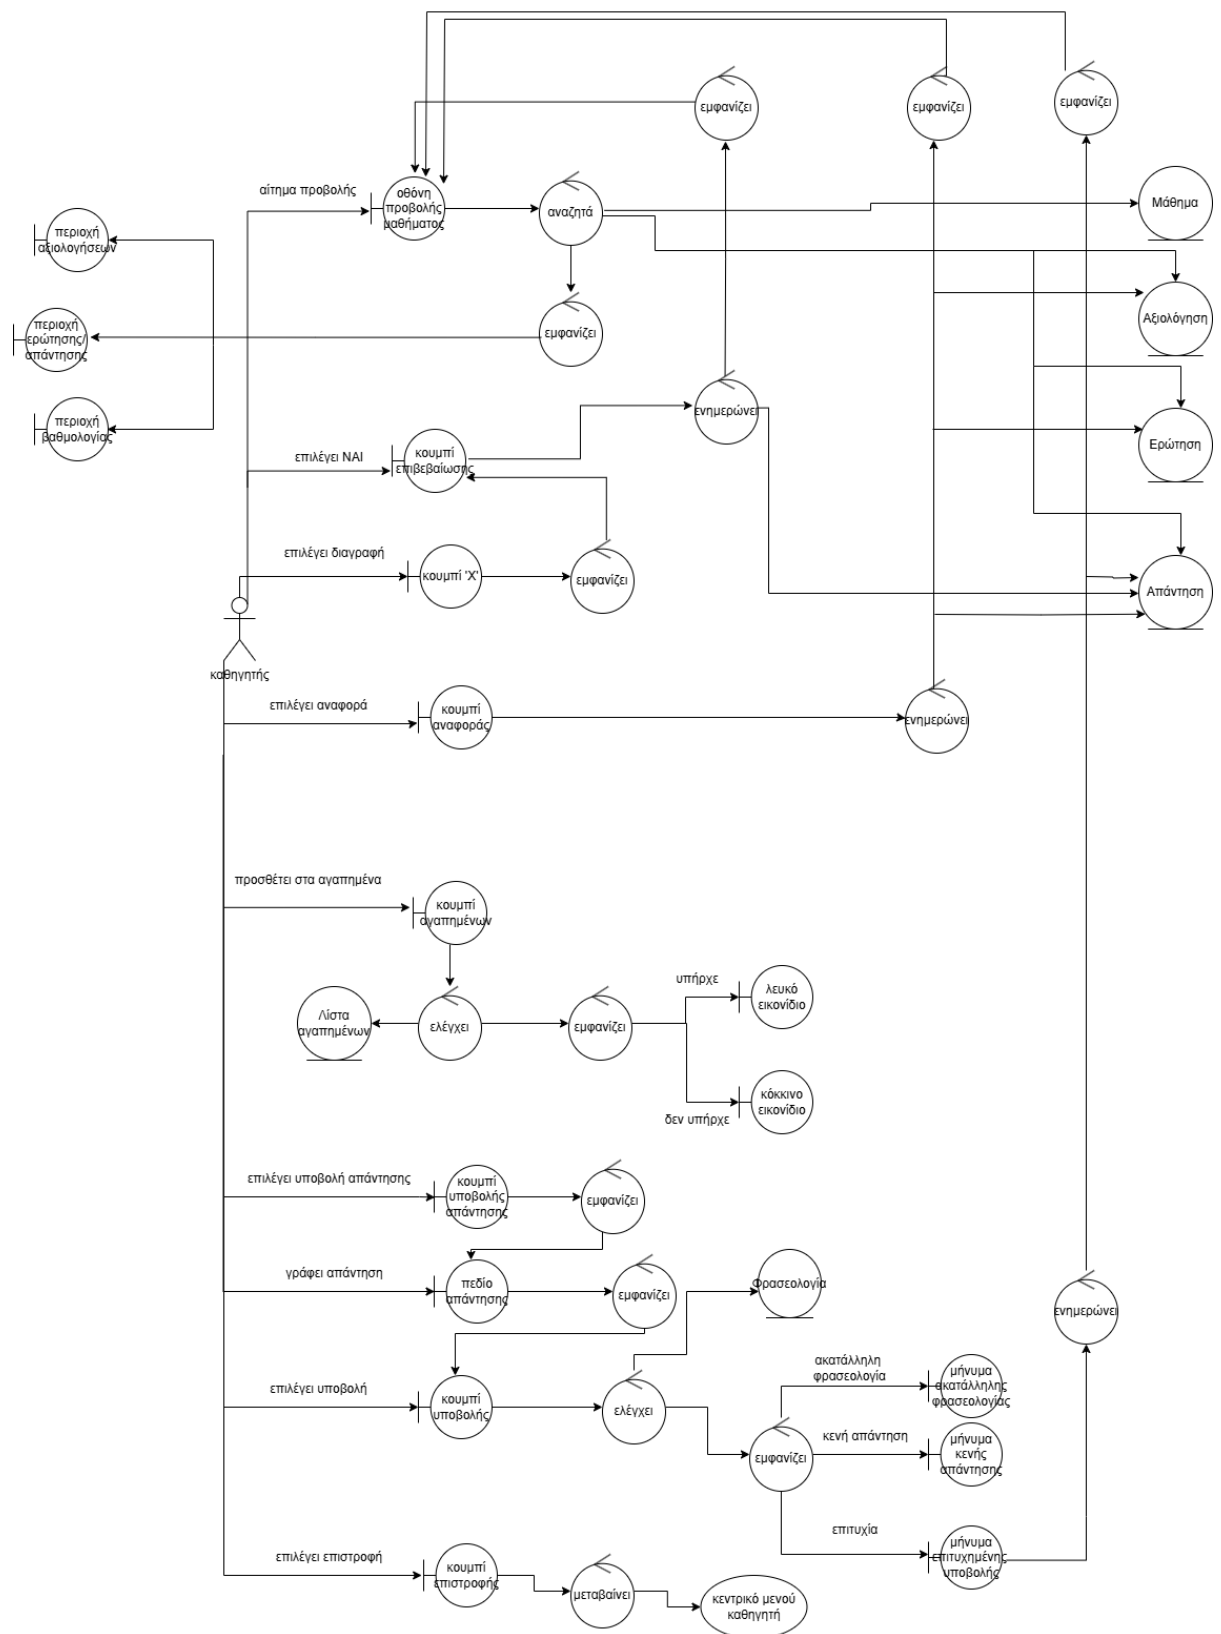 εμφανίζει
εμφανίζει
εμφανίζει
αίτημα προβολής
οθόνη
προβολής
μαθήματος
αναζητά
Μάθημα
περιοχή
αξιολογήσεων
περιοχή
ερώτησης/
απάντησης
εμφανίζει
Αξιολόγηση
περιοχή
βαθμολογίας
ενημερώνει
επιλέγει ΝΑΙ
κουμπί
επιβεβαίωσης
Ερώτηση
επιλέγει διαγραφή
κουμπί 'Χ'
εμφανίζει
Απάντηση
καθηγητής
επιλέγει αναφορά
κουμπί
αναφοράς
ενημερώνει
προσθέτει στα αγαπημένα
κουμπί
αγαπημένων
Λίστα
αγαπημένων
ελέγχει
εμφανίζει
υπήρχε
λευκό
εικονίδιο
δεν υπήρχε
κόκκινο
εικονίδιο
επιλέγει υποβολή απάντησης
κουμπί
υποβολής
απάντησης
εμφανίζει
γράφει απάντηση
πεδίο
απάντησης
εμφανίζει
Φρασεολογία
ενημερώνει
επιλέγει υποβολή
κουμπί
υποβολής
ελέγχει
ακατάλληλη
φρασεολογία
μήνυμα
ακατάλληλης
φρασεολογίας
εμφανίζει
κενή απάντηση
μήνυμα
κενής
απάντησης
επιτυχία
μήνυμα
επιτυχημένης
υποβολής
επιλέγει επιστροφή
κουμπί
επιστροφής
μεταβαίνει
κεντρικό μενού
καθηγητή